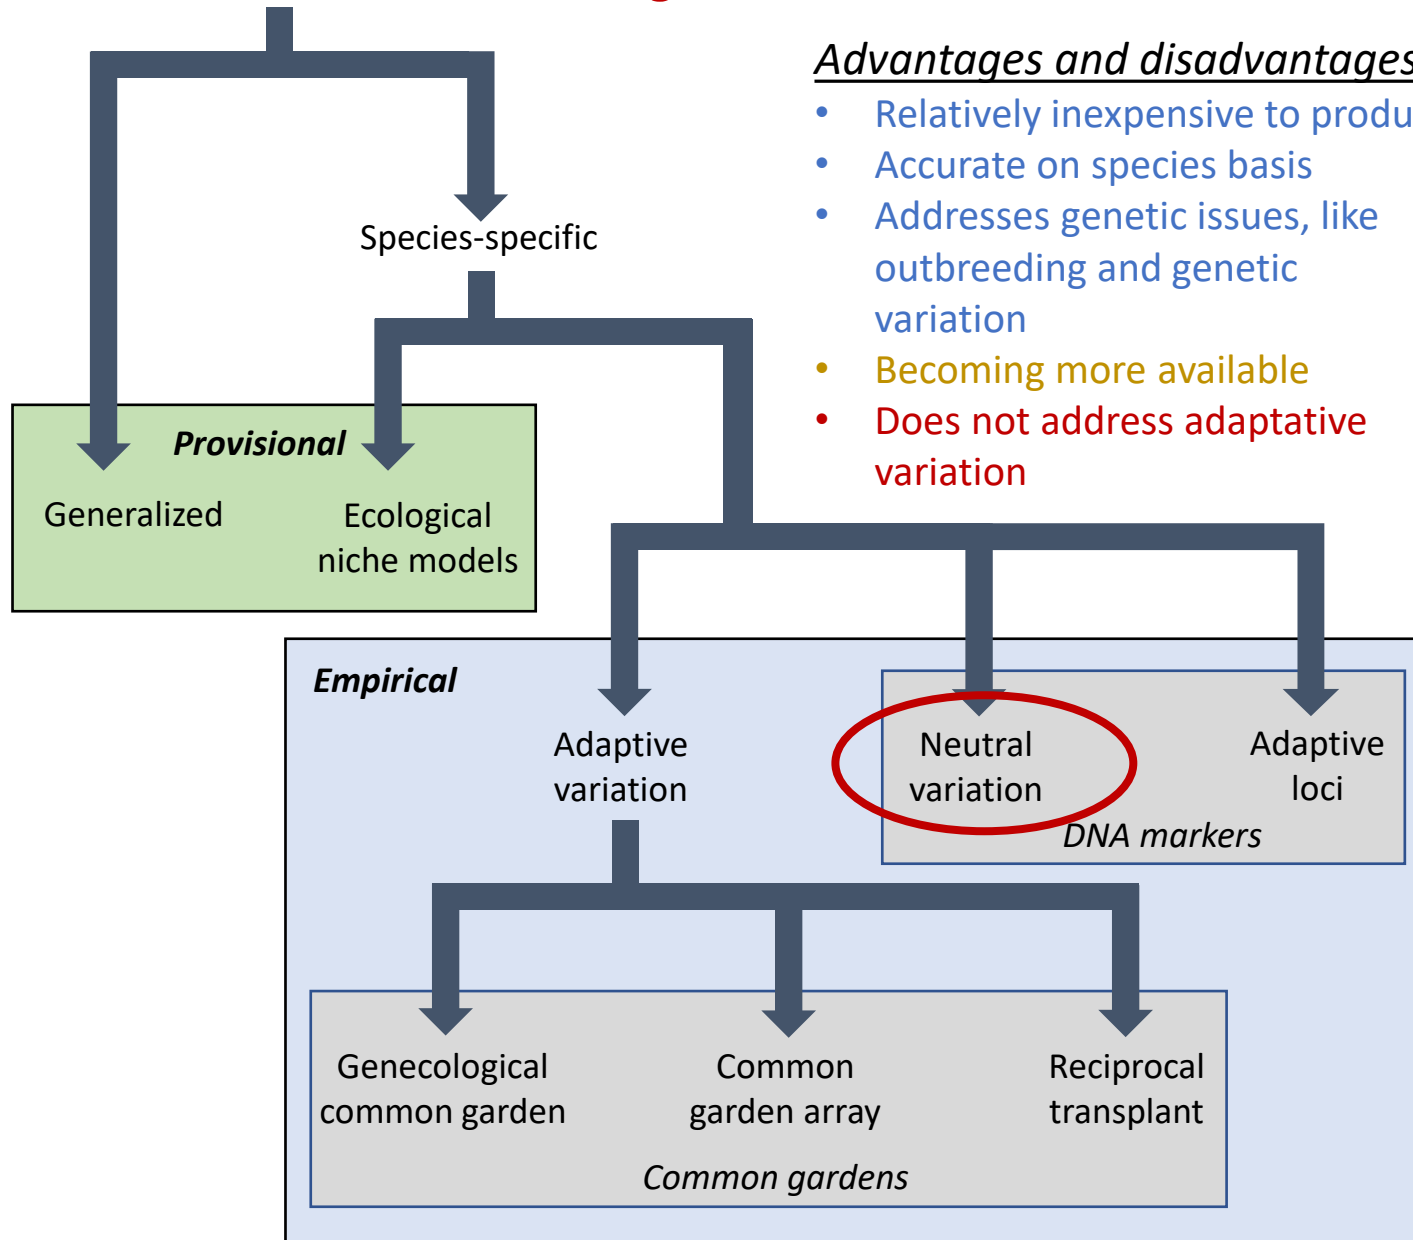 Advantages and disadvantages
• Relatively inexpensive to produ
• Accurate on species basis
• Addresses genetic issues, like
outbreeding and genetic
variation
• Becoming more available
• Does not address adaptative
variation
Species-specific
Provisional
Generalized
Ecological
niche models
Empirical
Adaptive
variation
Neutral
variation
Adaptive
loci
DNA markers
Genecological
common garden
Common
garden array
Reciprocal
transplant
Common gardens